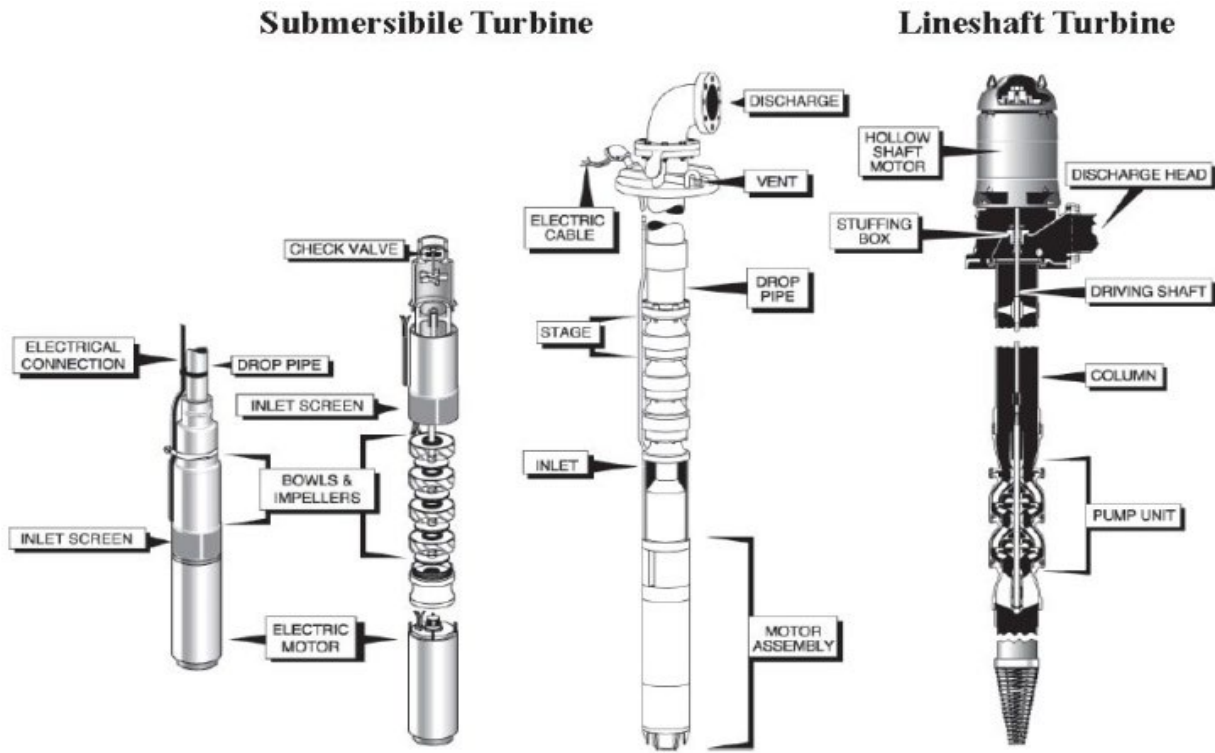 Submersibile Turbine
Lineshaft Turbine
DISCHARGE
VENT
ELECTRIC
CABLE
CHECK VALVE
DROP
PIPE
STAGE
ELECTRICAL
CONNECTION
DROP PIPE
INLET SCREEN
BOWLS &
IMPELLERS
INLET
INLET SCREEN
ELECTRIC
MOTOR
MOTOR
ASSEMBLY
HOLLOW
SHAFT
MOTOR
DISCHARGE HEAD
STUFFING
BOX
DRIVING SHAFT
COLUMN
PUMP UNIT